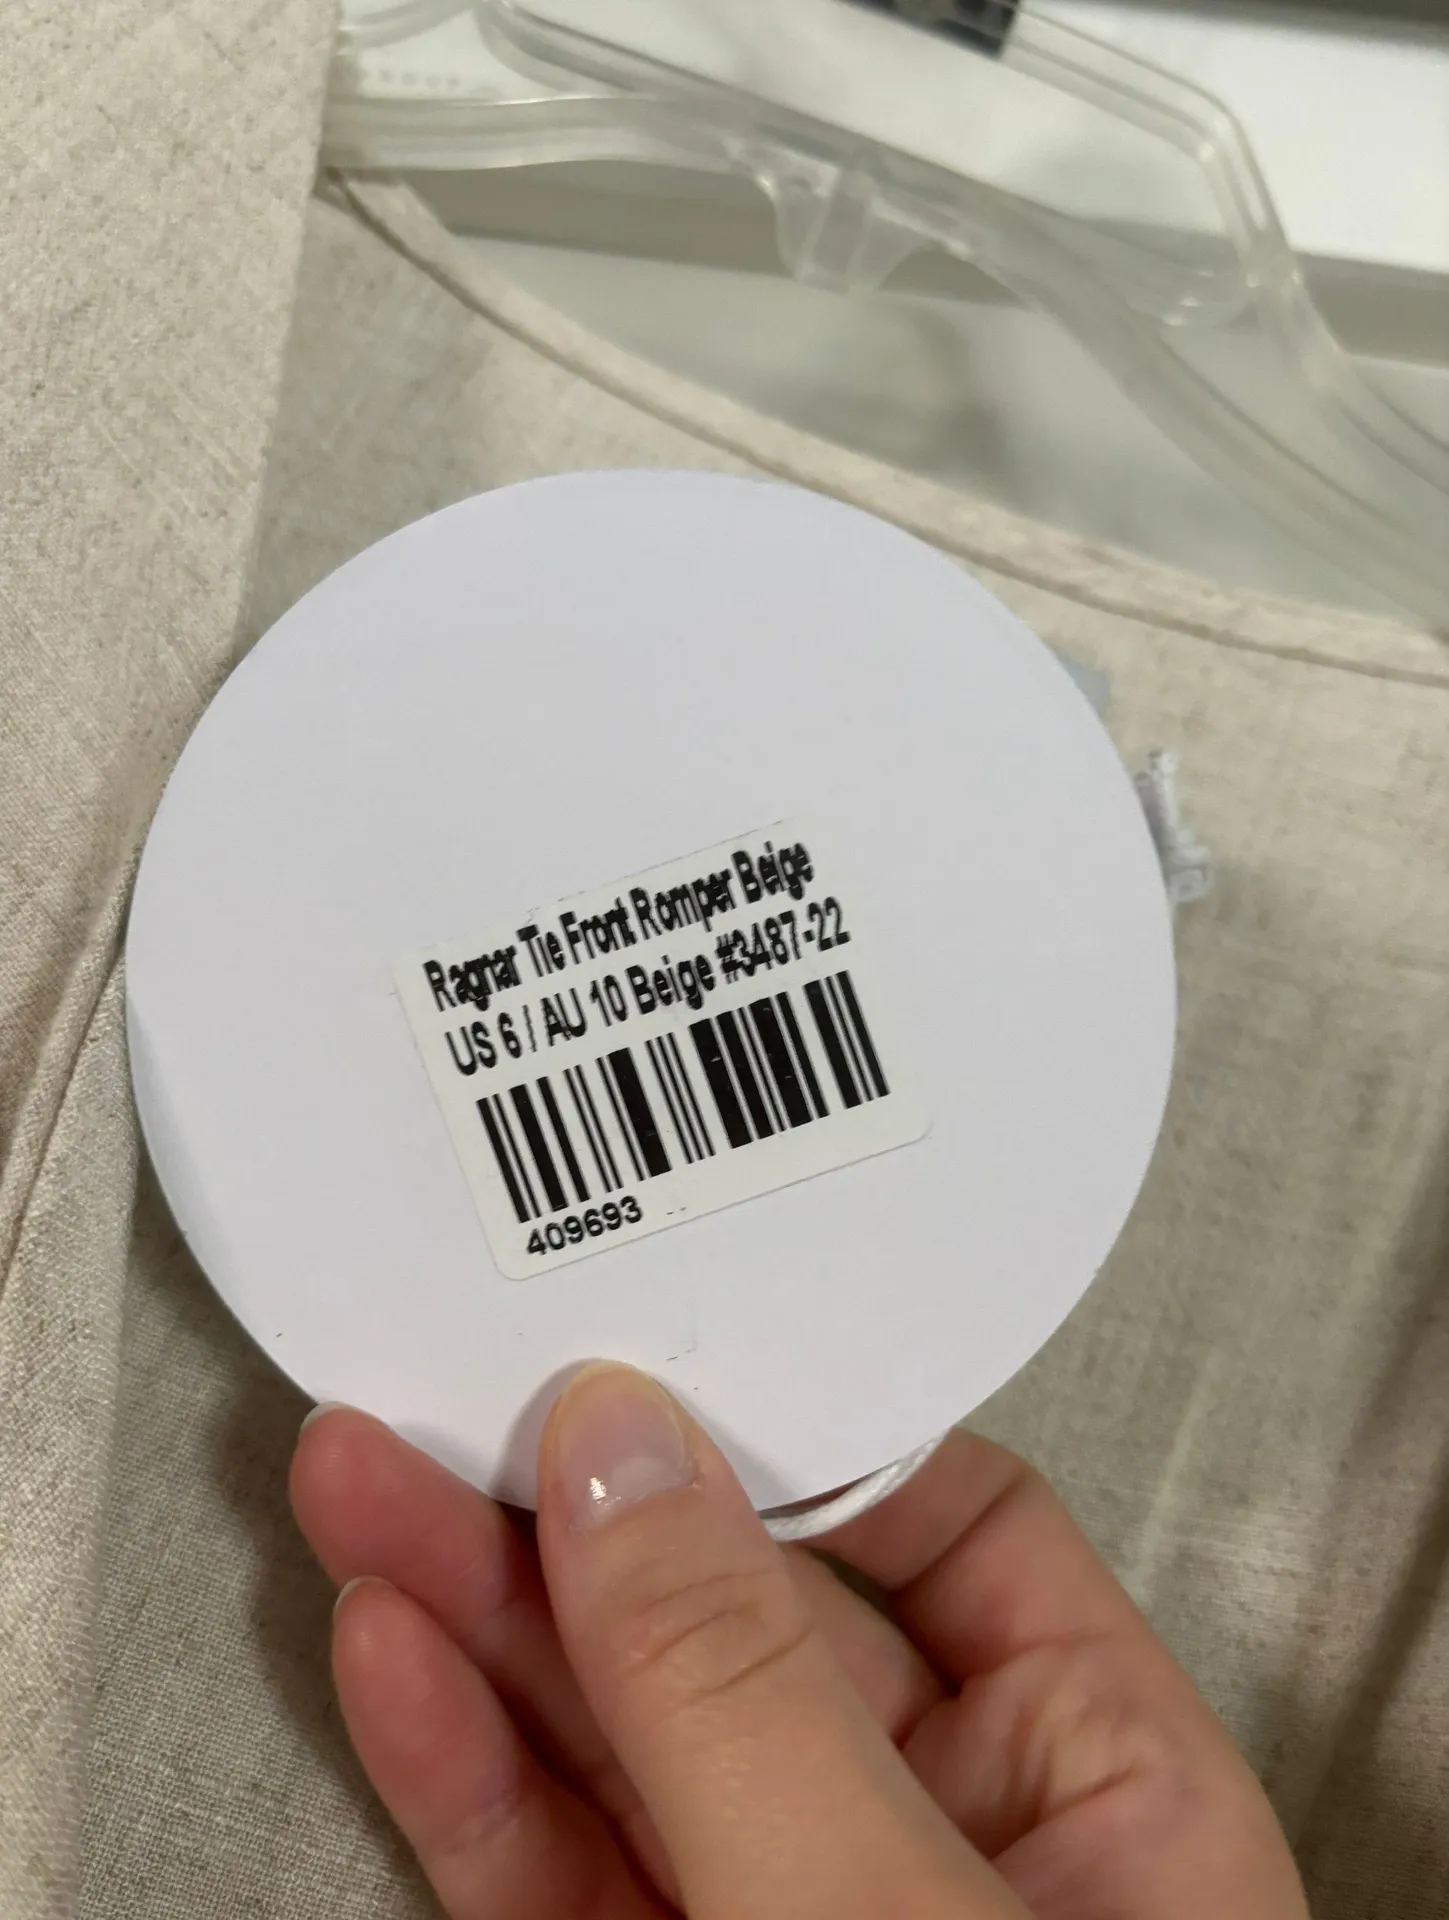 Ragnar Tie Front Romper Beige
US 6 / AU 10 Beige #3487-22
409693